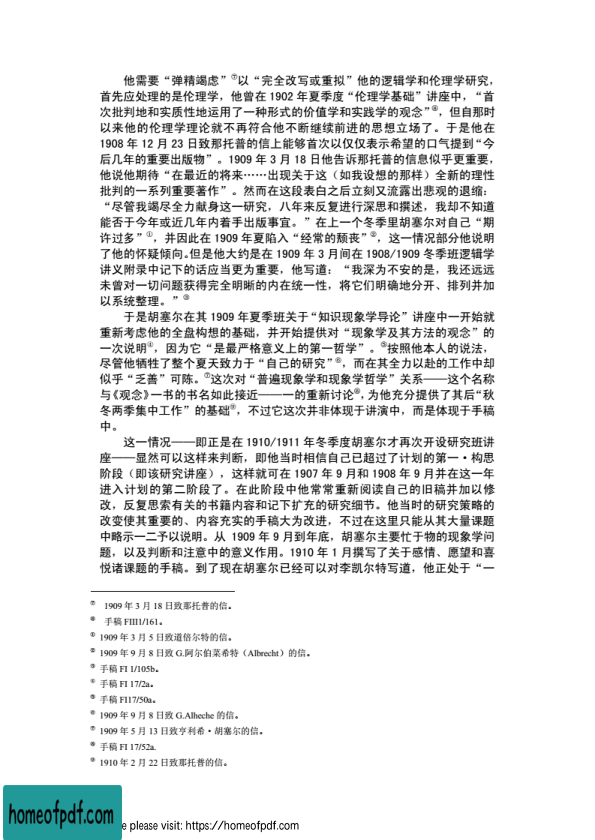 他需要“弹精竭虑”⑦以“完全改写或重拟”他的逻辑学和伦理学研究，
首先应处理的是伦理学，他曾在 1902 年夏季度“伦理学基础”讲座中，“首
次批判地和实质性地运用了一种形式的价值学和实践学的观念”⑧，但自那时
以来他的伦理学理论就不再符合他不断继续前进的思想立场了。于是他在
1908 年 12 月 23 日致那托普的信上能够首次以仅仅表示希望的口气提到“今
后几年的重要出版物”。1909 年 3 月 18 日他告诉那托普的信息似乎更重要，
他说他期待“在最近的将来……出现关于这（如我设想的那样）全新的理性
批判的一系列重要著作”。然而在这段表白之后立刻又流露出悲观的退缩：
“尽管我竭尽全力献身这一研究，八年来反复进行深思和撰述，我却不知道
能否于今年或近几年内着手出版事宜。”在上一个冬季里胡塞尔对自己“期
许过多”①，并因此在 1909 年夏陷入“经常的颓丧”②，这一情况部分他说明
了他的怀疑倾向。但是他大约是在 1909 年 3 月间在 1908/1909 冬季班逻辑学
讲义附录中记下的话应当更为重要，他写道：“我深为不安的是，我还远远
未曾对一切问题获得完全明晰的内在统一性，将它们明确地分开、排列并加
以系统整理。”③
于是胡塞尔在其 1909 年夏季班关于“知识现象学导论”讲座中一开始就
重新考虑他的全盘构想的基础，并开始提供对“现象学及其方法的观念”的
一次说明④，因为它“是最严格意义上的第一哲学”。⑤按照他本人的说法，
尽管他牺牲了整个夏天致力于“自己的研究”⑥，而在其全力以赴的工作中却
似乎“乏善”可陈。⑦这次对“普遍现象学和现象学哲学”关系——这个名称
与《观念》一书的书名如此接近——一的重新讨论⑧，为他充分提供了其后“秋
冬两季集中工作”的基础⑨，不过它这次并非体现于讲演中，而是体现于手稿
中。
这一情况——即正是在 1910/1911 年冬季度胡塞尔才再次开设研究班讲
座——显然可以这样来判断，即他当时相信自己已超过了计划的第一·构思
阶段（即该研究讲座），这样就可在 1907 年 9 月和 1908 年 9 月并在这一年
进入计划的第二阶段了。在此阶段中他常常重新阅读自己的旧稿并加以修
改，反复思索有关的书籍内容和记下扩充的研究细节。他当时的研究策略的
改变使其重要的、内容充实的手稿大为改进，不过在这里只能从其大量课题
中略示一二予以说明。从 1909 年 9 月到年底，胡塞尔主要忙于物的现象学问
题，以及判断和注意中的意义作用。1910 年 1 月撰写了关于感情、愿望和喜
悦诸课题的手稿。到了现在胡塞尔已经可以对李凯尔特写道，他正处于“一
⑦ 1909 年 3 月 18 日致那托普的信。
⑧ 手稿 FIII1/161。
① 1909 年 3 月 5 日致道倍尔特的信。
② 1909 年 9 月 8 日致 G.阿尔伯莱希特（Albrecht）的信。
③ 手稿 FI 1/105b。
④ 手稿 FI 17/2a。
⑤ 手稿 FI17/50a。
⑥ 1909 年 9 月 8 日致 G.Alheche 的信。
⑦ 1909 年 5 月 13 日致亨利希·胡塞尔的信。
⑧ 手稿 FI 17/52a.
⑨ 1910 年 2 月 22 日致那托普的信。
homeofpdf.com
e please visit: https://homeofpdf.com